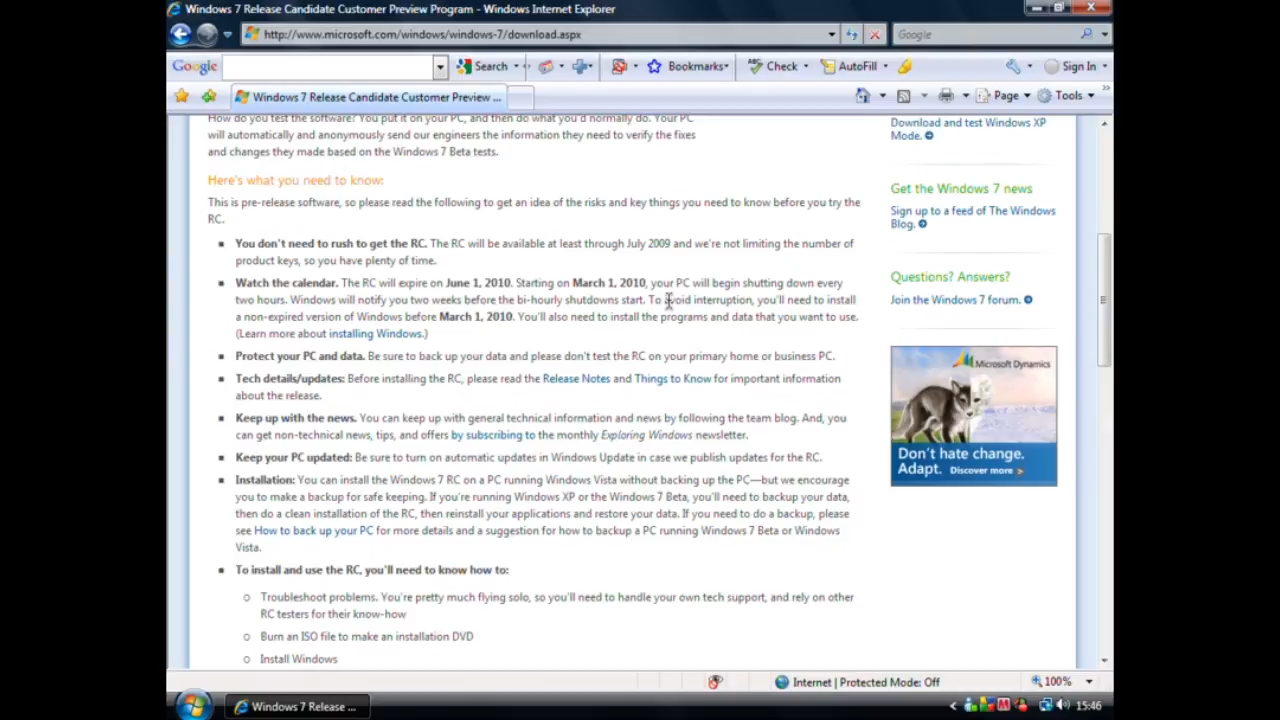 Windows 7 Release Candidate Customer Preview Program - Windows Internet Explorer
http://www.microsoft.com/windows/windows-7/download.aspx
Google
Google
Search
Bookmarks
Check
AutoFill
Sign In
Windows 7 Release Candidate Customer Preview ...
Page
Tools
How do you test the software? You put it on your PC, and then do what you'd normally do. Your PC
will automatically and anonymously send our engineers the information they need to verify the fixes
and changes they made based on the Windows 7 Beta tests.
Here's what you need to know:
This is pre-release software, so please read the following to get an idea of the risks and key things you need to know before you try the
RC.
You don't need to rush to get the RC. The RC will be available at least through July 2009 and we're not limiting the number of
product keys, so you have plenty of time.
Watch the calendar. The RC will expire on June 1, 2010. Starting on March 1, 2010, your PC will begin shutting down every
two hours. Windows will notify you two weeks before the bi-hourly shutdowns start. To avoid interruption, you'll need to install
a non-expired version of Windows before March 1, 2010. You'll also need to install the programs and data that you want to use.
(Learn more about installing Windows.)
Protect your PC and data. Be sure to back up your data and please don't test the RC on your primary home or business PC.
Tech details/updates: Before installing the RC, please read the Release Notes and Things to Know for important information
about the release.
Keep up with the news. You can keep up with general technical information and news by following the team blog. And, you
can get non-technical news, tips, and offers by subscribing to the monthly Exploring Windows newsletter.
Keep your PC updated: Be sure to turn on automatic updates in Windows Update in case we publish updates for the RC.
Installation: You can install the Windows 7 RC on a PC running Windows Vista without backing up the PC—but we encourage
you to make a backup for safe keeping. If you're running Windows XP or the Windows 7 Beta, you'll need to backup your data,
then do a clean installation of the RC, then reinstall your applications and restore your data. If you need to do a backup, please
see How to back up your PC for more details and a suggestion for how to backup a PC running Windows 7 Beta or Windows
Vista.
To install and use the RC, you'll need to know how to:
Troubleshoot problems. You're pretty much flying solo, so you'll need to handle your own tech support, and rely on other
RC testers for their know-how
Burn an ISO file to make an installation DVD
Install Windows
Download and test Windows XP
Mode.
Get the Windows 7 news
Sign up to a feed of The Windows
Blog.
Questions? Answers?
Join the Windows 7 forum.
Microsoft Dynamics
Don't hate change.
Adapt. Discover more
Internet | Protected Mode: Off
100%
Windows 7 Release ...
15:46